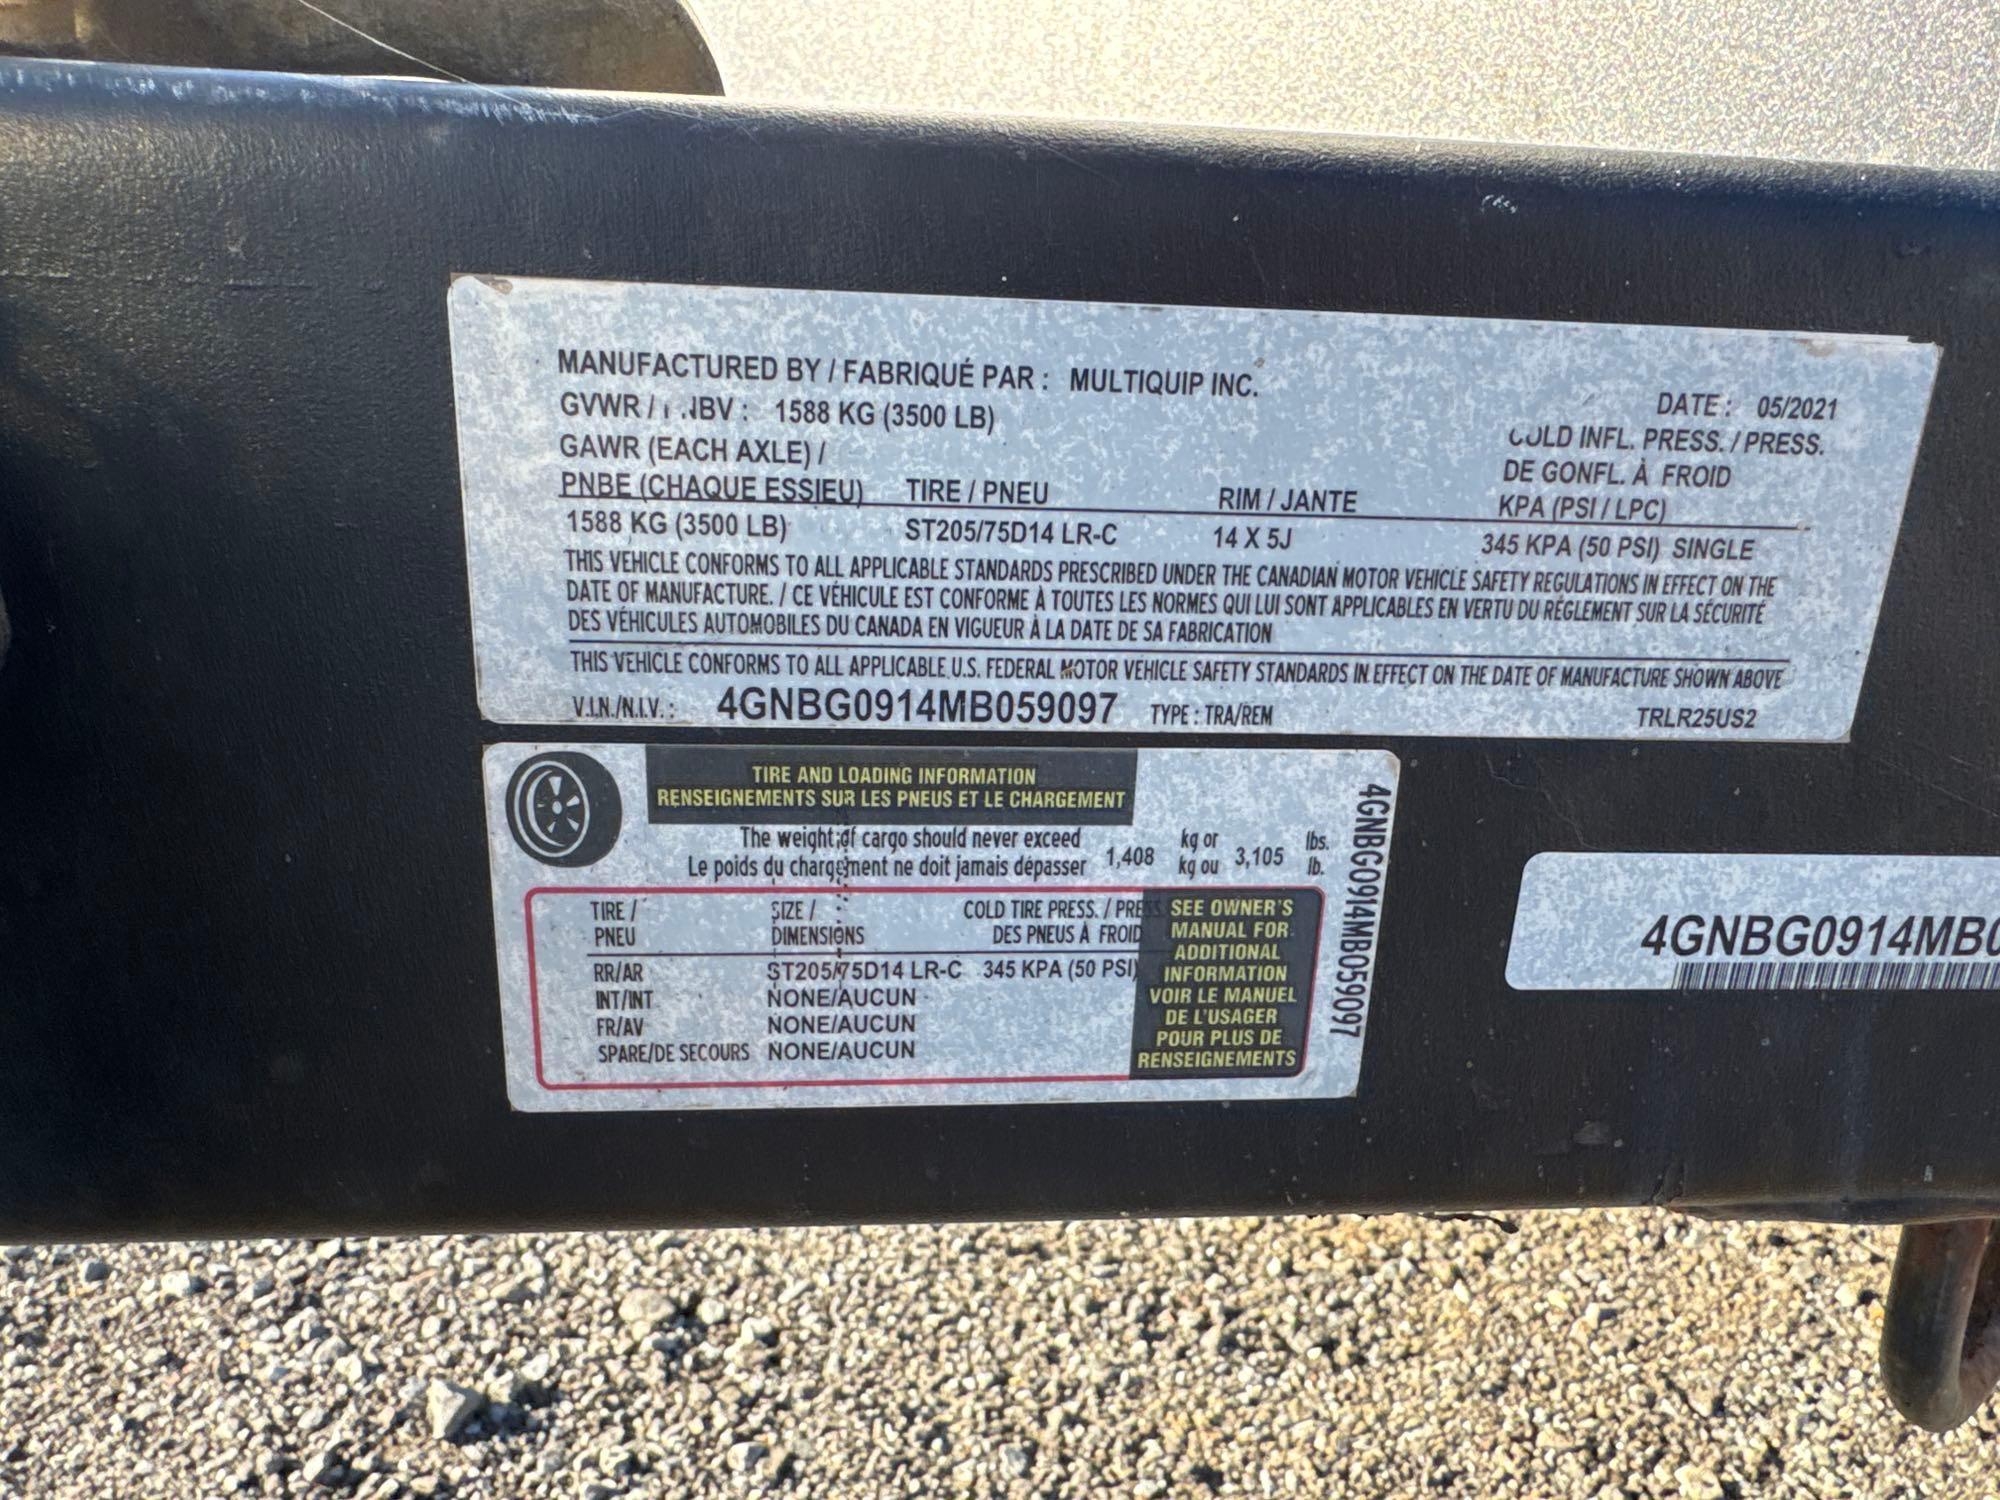 MANUFACTURED BY / FABRIQUÉ PAR : MULTIQUIP INC.
DATE : 05/2021
GVWR / BV : 1588 KG (3500 LB)
GAWR (EACH AXLE) /
PNBE (CHAQUE ESSIEU) TIRE / PNEU RIM / JANTE
COLD INFL. PRESS. / PRESS.
DE GONFL. À FROID
KPA (PSI / LPC)
1588 KG (3500 LB) ST205/75D14 LR-C 14 X 5J 345 KPA (50 PSI) SINGLE
THIS VEHICLE CONFORMS TO ALL APPLICABLE STANDARDS PRESCRIBED UNDER THE CANADIAN MOTOR VEHICLE SAFETY REGULATIONS IN EFFECT ON THE
DATE OF MANUFACTURE. / CE VÉHICULE EST CONFORME À TOUTES LES NORMES QUI LUI SONT APPLICABLES EN VERTU DU RÉGLEMENT SUR LA SÉCURITÉ
DES VÉHICULES AUTOMOBILES DU CANADA EN VIGUEUR À LA DATE DE SA FABRICATION
THIS VEHICLE CONFORMS TO ALL APPLICABLE U.S. FEDERAL MOTOR VEHICLE SAFETY STANDARDS IN EFFECT ON THE DATE OF MANUFACTURE SHOWN ABOVE
V.I.N./N.I.V. : 4GNBG0914MB059097 TYPE : TRA/REM TRLR25US2
TIRE AND LOADING INFORMATION
RENSEIGNEMENTS SUR LES PNEUS ET LE CHARGEMENT
The weight of cargo should never exceed
Le poids du chargement ne doit jamais dépasser
1,408
kg or
kg ou
3,105
lbs.
lb.
TIRE / SIZE / COLD TIRE PRESS. / PRESS.
PNEU DIMENSIONS DES PNEUS À FROID
RR/AR ST205/75D14 LR-C 345 KPA (50 PSI)
INT/INT NONE/AUCUN
FR/AV NONE/AUCUN
SPARE/DE SECOURS NONE/AUCUN
SEE OWNER'S
MANUAL FOR
ADDITIONAL
INFORMATION
VOIR LE MANUEL
DE L'USAGER
POUR PLUS DE
RENSEIGNEMENTS
4GNBG0914MB059097
4GNBG0914MB0